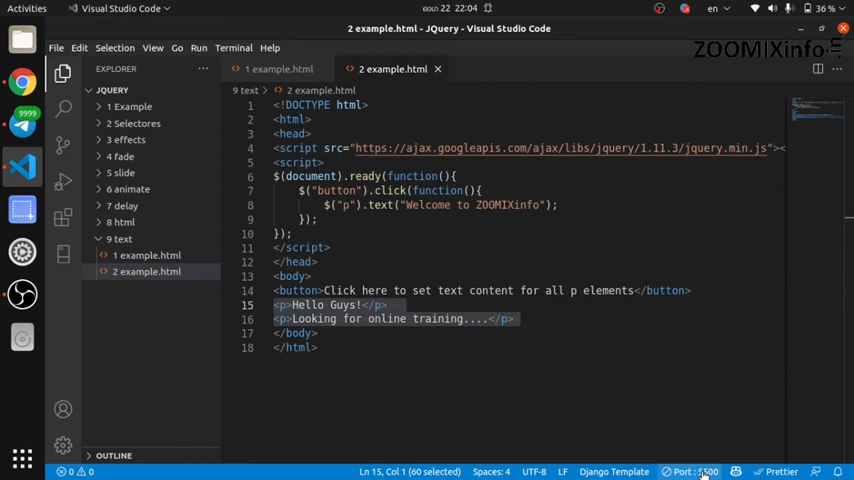 Activities
Visual Studio Code
ഓഗ 22 22:04
en
36 %
2 example.html - JQuery - Visual Studio Code
File Edit Selection View Go Run Terminal Help
ZOOMIXinfo
EXPLORER
1 example.html
2 example.html
JQUERY
9 text > 2 example.html
1 Example
2 Selectores
3 effects
4 fade
5 slide
6 animate
7 delay
8 html
9 text
1 example.html
2 example.html
9999
1 <!DOCTYPE html>
2 <html>
3 <head>
4 <script src="https://ajax.googleapis.com/ajax/libs/jquery/1.11.3/jquery.min.js"><
5 <script>
6 $(document).ready(function(){
7 $("button").click(function(){
8 $("p").text("Welcome to ZOOMIXinfo");
9 });
10 });
11 </script>
12 </head>
13 <body>
14 <button>Click here to set text content for all p elements</button>
15 <p>Hello Guys!</p>
16 <p>Looking for online training....</p>
17 </body>
18 </html>
OUTLINE
0 0
Ln 15, Col 1 (60 selected) Spaces: 4 UTF-8 LF Django Template Port : 5500 Prettier